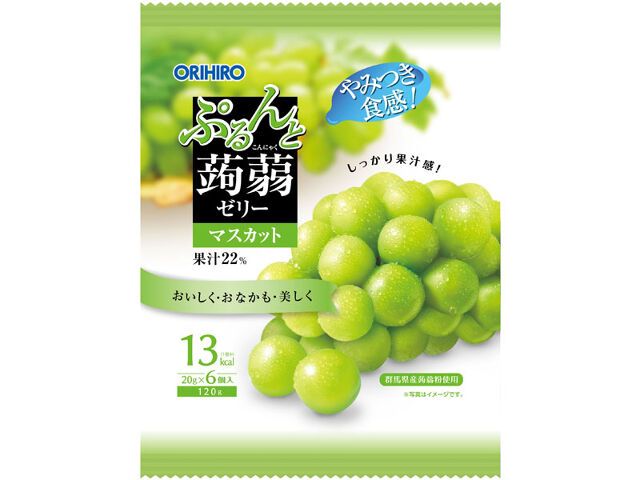 ORIHIRO
やみつき
食感！
ぷるんと
こんにゃく
蒟蒻
ゼリー
マスカット
果汁22%
しっかり果汁感！
おいしく・おなかも・美しく
13
kcal
20g×6個入
120g
群馬県産蒟蒻粉使用
※写真はイメージです。